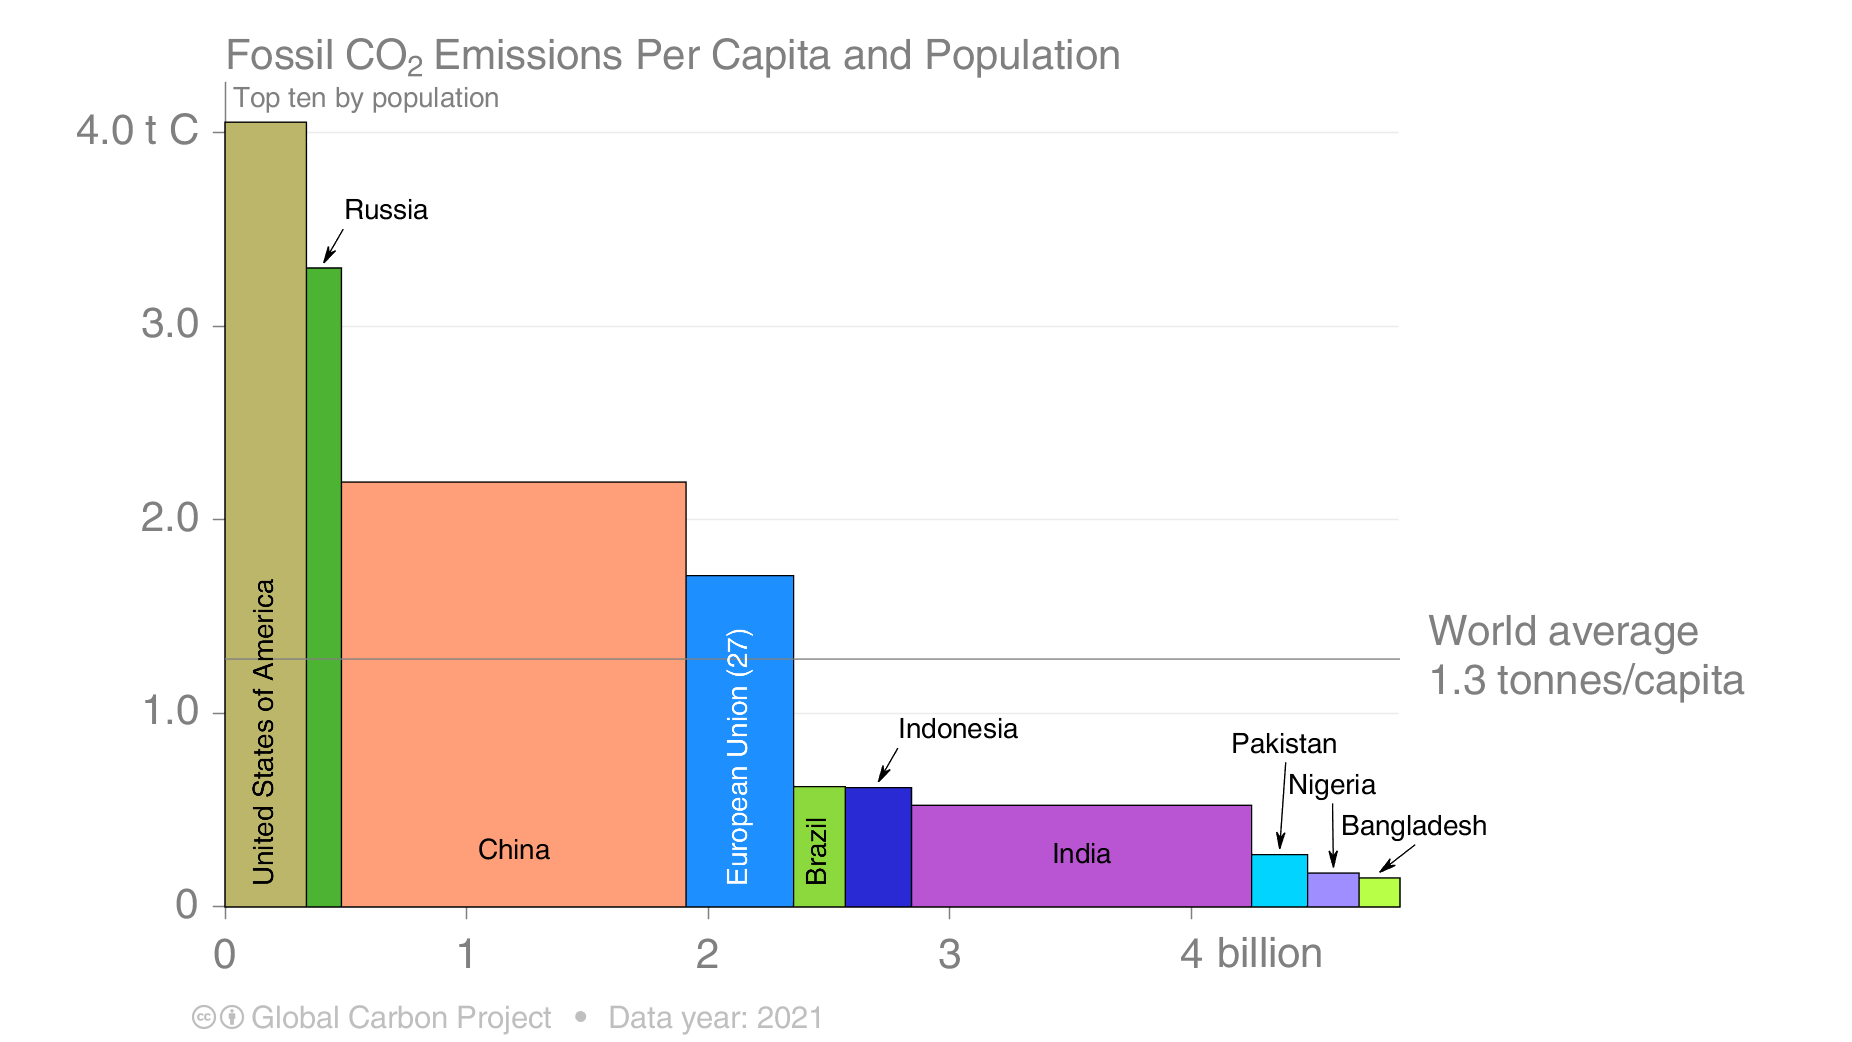 Fossil CO₂ Emissions Per Capita and Population
Top ten by population
4.0 t C
3.0
2.0
1.0
0
Russia
United States of America
China
European Union (27)
Brazil
Indonesia
India
Pakistan
Nigeria
Bangladesh
World average
1.3 tonnes/capita
0 1 2 3 4 billion
cc Global Carbon Project • Data year: 2021